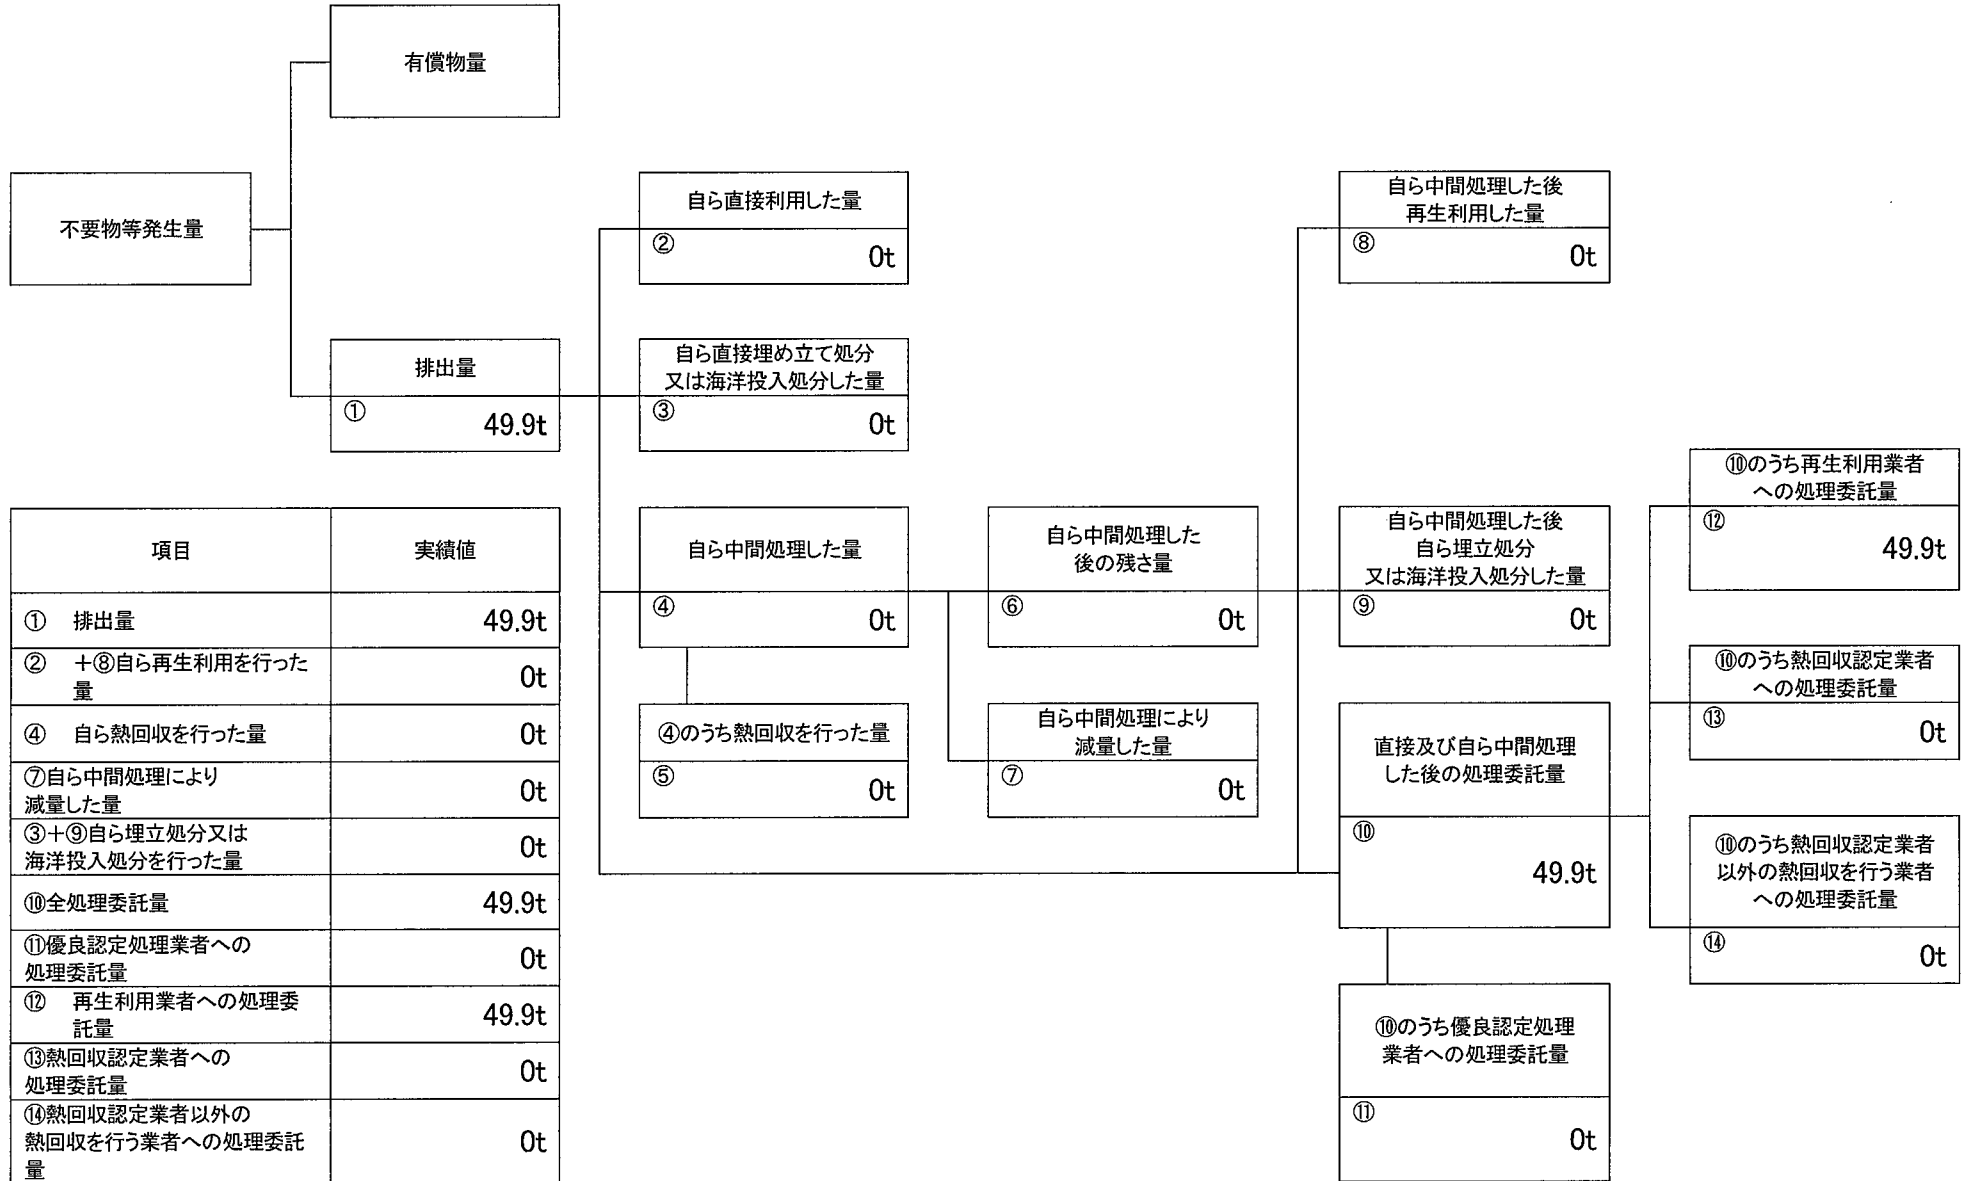 有償物量
不要物等発生量
排出量
①
49.9t
自ら直接利用した量
②
0t
自ら直接埋め立て処分
又は海洋投入処分した量
③
0t
自ら中間処理した量
④
0t
④のうち熱回収を行った量
⑤
0t
自ら中間処理した
後の残さ量
⑥
0t
自ら中間処理により
減量した量
⑦
0t
自ら中間処理した後
再生利用した量
⑧
0t
自ら中間処理した後
自ら埋立処分
又は海洋投入処分した量
⑨
0t
直接及び自ら中間処理
した後の処理委託量
⑩
49.9t
⑩のうち優良認定処理
業者への処理委託量
⑪
0t
⑩のうち再生利用業者
への処理委託量
⑫
49.9t
⑩のうち熱回収認定業者
への処理委託量
⑬
0t
⑩のうち熱回収認定業者
以外の熱回収を行う業者
への処理委託量
⑭
0t
項目 実績値
① 排出量 49.9t
② +⑧自ら再生利用を行った
量 0t
④ 自ら熱回収を行った量 0t
⑦自ら中間処理により
減量した量 0t
③+⑨自ら埋立処分又は
海洋投入処分を行った量 0t
⑩全処理委託量 49.9t
⑪優良認定処理業者への
処理委託量 0t
⑫ 再生利用業者への処理委
託量 49.9t
⑬熱回収認定業者への
処理委託量 0t
⑭熱回収認定業者以外の
熱回収を行う業者への処理委託
量 0t